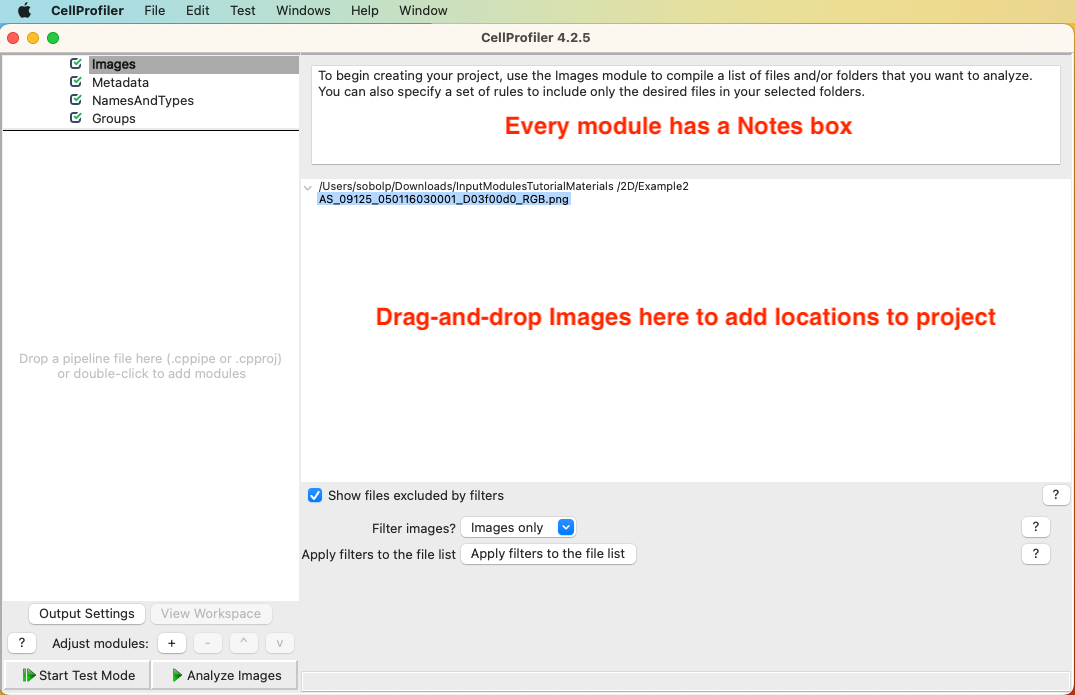 CellProfiler File Edit Test Windows Help Window
CellProfiler 4.2.5
Images
Metadata
NamesAndTypes
Groups
To begin creating your project, use the Images module to compile a list of files and/or folders that you want to analyze.
You can also specify a set of rules to include only the desired files in your selected folders.
Every module has a Notes box
/Users/sobolp/Downloads/InputModulesTutorialMaterials /2D/Example2
AS_09125_050116030001_D03f00d0_RGB.png
Drag-and-drop Images here to add locations to project
Drop a pipeline file here (.cppipe or .cpproj)
or double-click to add modules
Show files excluded by filters ?
Filter images? Images only ?
Apply filters to the file list Apply filters to the file list ?
Output Settings View Workspace
? Adjust modules: + - ^ v
Start Test Mode Analyze Images